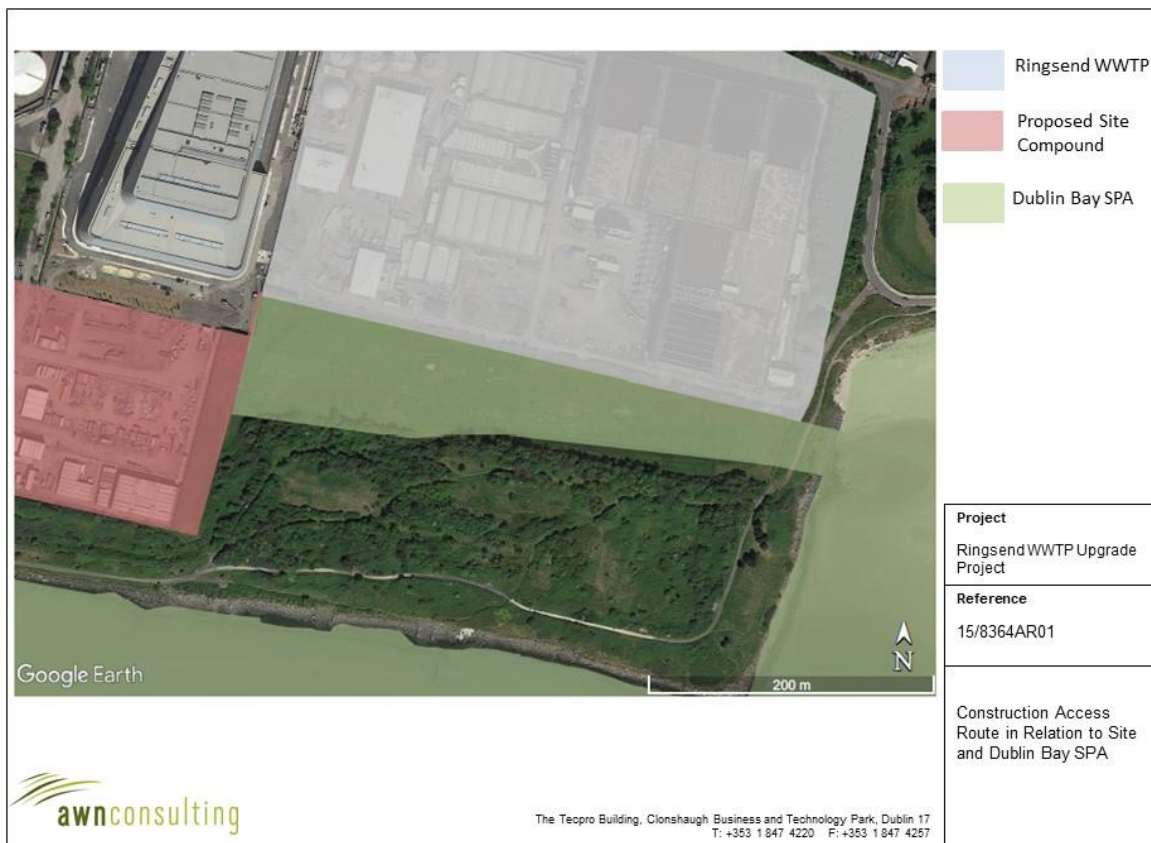 Ringsend WWTP
Proposed Site
Compound
Dublin Bay SPA
Project
Ringsend WWTP Upgrade
Project
Reference
15/8364AR01
Construction Access
Route in Relation to Site
and Dublin Bay SPA
N
200 m
Google Earth
awnconsulting
The Tecpro Building, Clonshaugh Business and Technology Park, Dublin 17
T: +353 1 847 4220 F: +353 1 847 4257